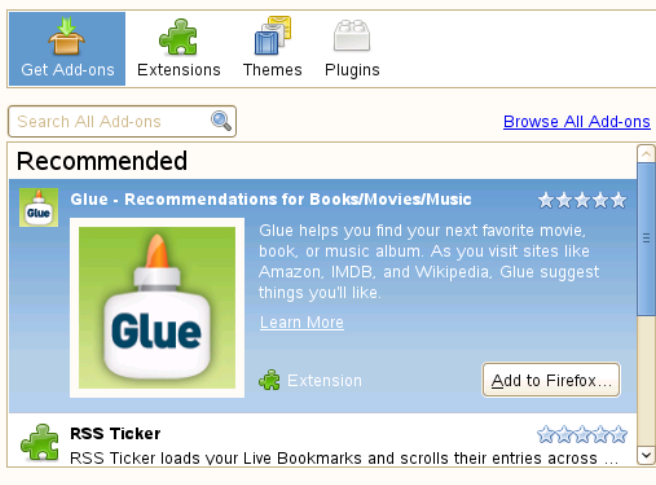 Get Add-ons Extensions Themes Plugins
Search All Add-ons Browse All Add-ons
Recommended
Glue Glue - Recommendations for Books/Movies/Music
Glue helps you find your next favorite movie,
book, or music album. As you visit sites like
Amazon, IMDB, and Wikipedia, Glue suggest
things you'll like.
Glue
Learn More
Extension Add to Firefox...
RSS Ticker
RSS Ticker loads your Live Bookmarks and scrolls their entries across ...